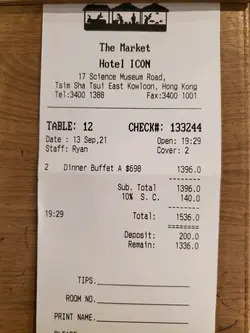 The Market
Hotel ICON
17 Science Museum Road,
Tsim Sha Tsui East Kowloon, Hong Kong
Tel:3400 1388 Fax:3400 1001
TABLE: 12 CHECK#: 133244
Date : 13 Sep,21 Open: 19:29
Staff: Ryan Cover: 2
2 Dinner Buffet A $698 1396.0
--------
Sub. Total 1396.0
10% S. C. 140.0
--------
19:29 Total: 1536.0
========
Deposit: 200.0
Remain: 1336.0
TIPS
ROOM NO.
PRINT NAME